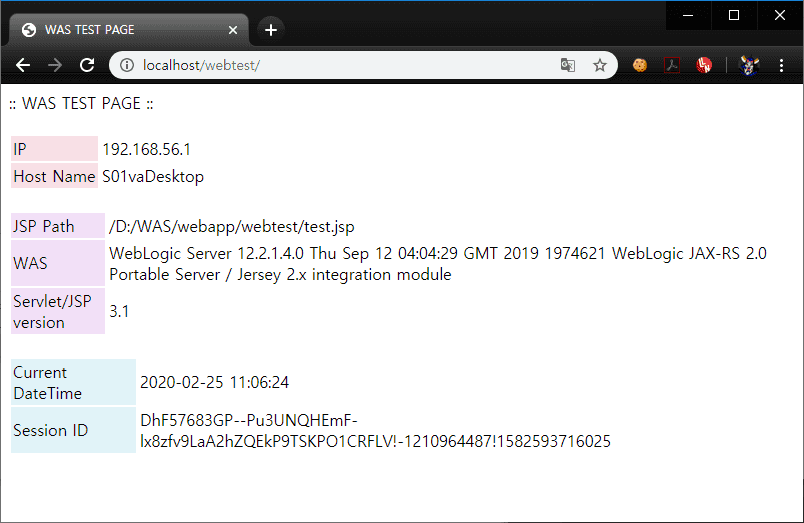 WAS TEST PAGE
localhost/webtest/
:: WAS TEST PAGE ::
IP 192.168.56.1
Host Name S01vaDesktop
JSP Path /D:/WAS/webapp/webtest/test.jsp
WAS WebLogic Server 12.2.1.4.0 Thu Sep 12 04:04:29 GMT 2019 1974621 WebLogic JAX-RS 2.0
Portable Server / Jersey 2.x integration module
Servlet/JSP
version 3.1
Current
DateTime 2020-02-25 11:06:24
Session ID DhF57683GP--Pu3UNQHEmF-
lx8zfv9LaA2hZQEkP9TSKPO1CRFLV!-1210964487!1582593716025